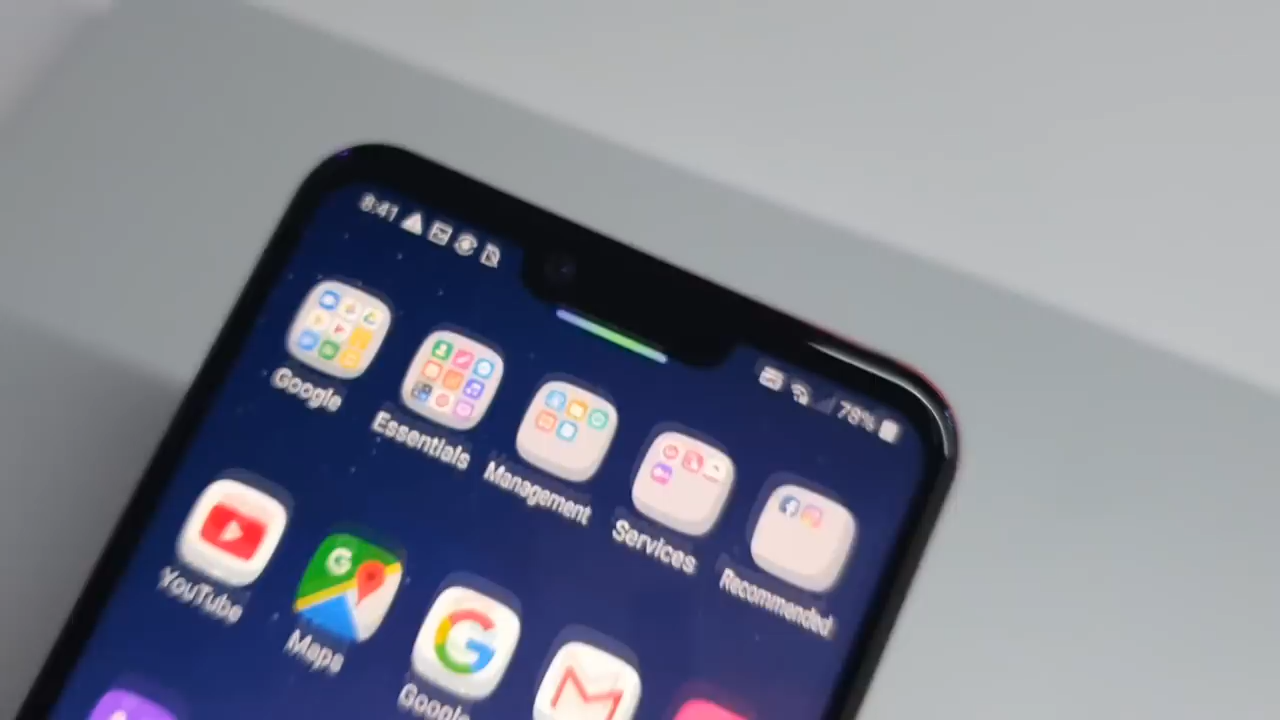 8:41
78%
Google
Essentials
Management
Services
Recommended
YouTube
G
Maps
G
Google